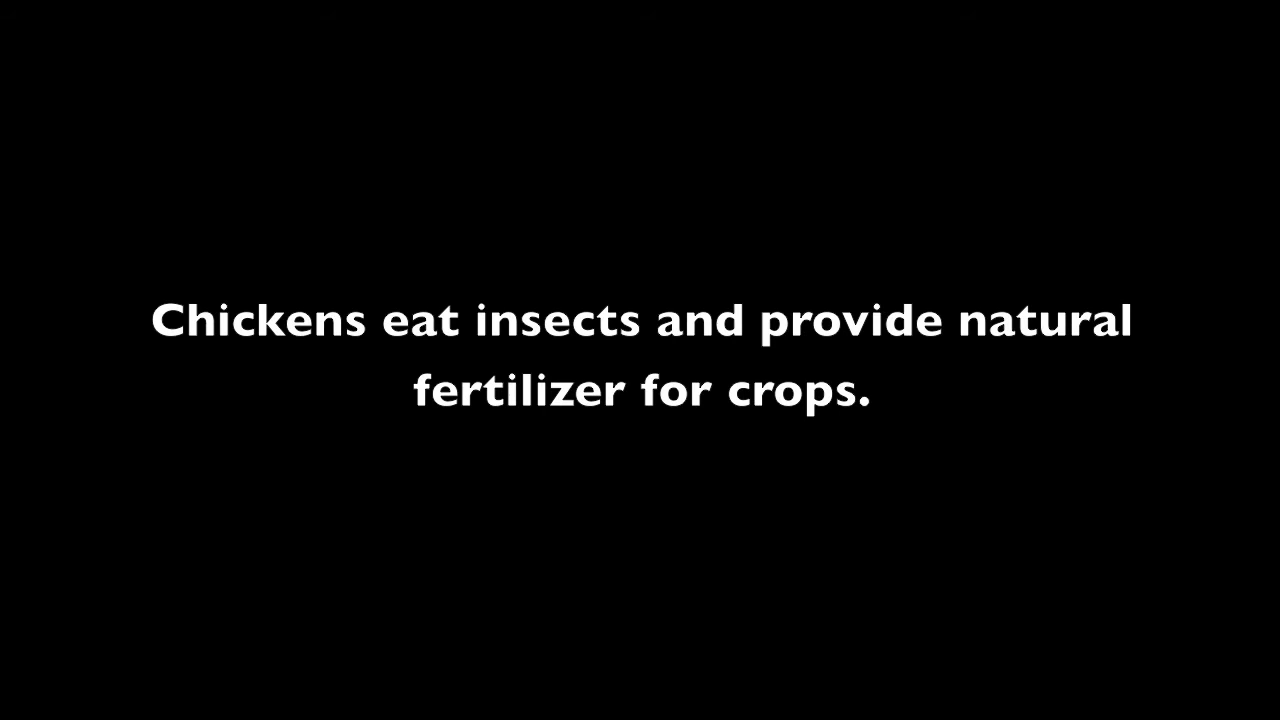 Chickens eat insects and provide natural
fertilizer for crops.